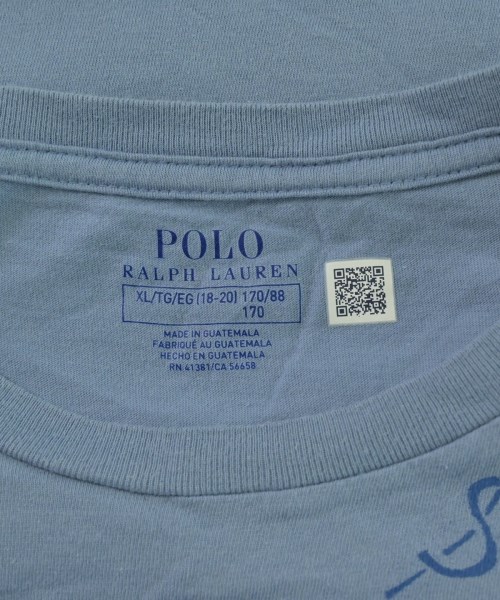 POLO
RALPH LAUREN
XL/TG/EG (18-20) 170/88
170
MADE IN GUATEMALA
FABRIQUÉ AU GUATEMALA
HECHO EN GUATEMALA
RN 41381/CA 56658